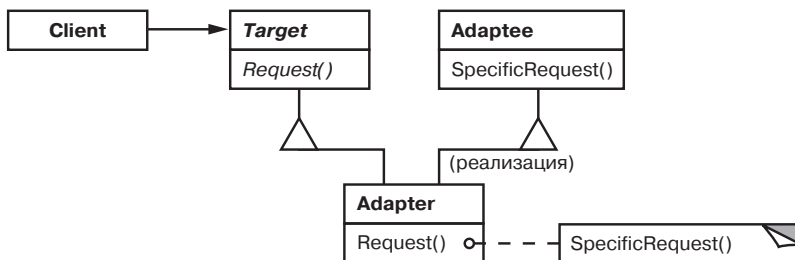 Client
Target
Adaptee
Request()
SpecificRequest()
(реализация)
Adapter
Request()
SpecificRequest()